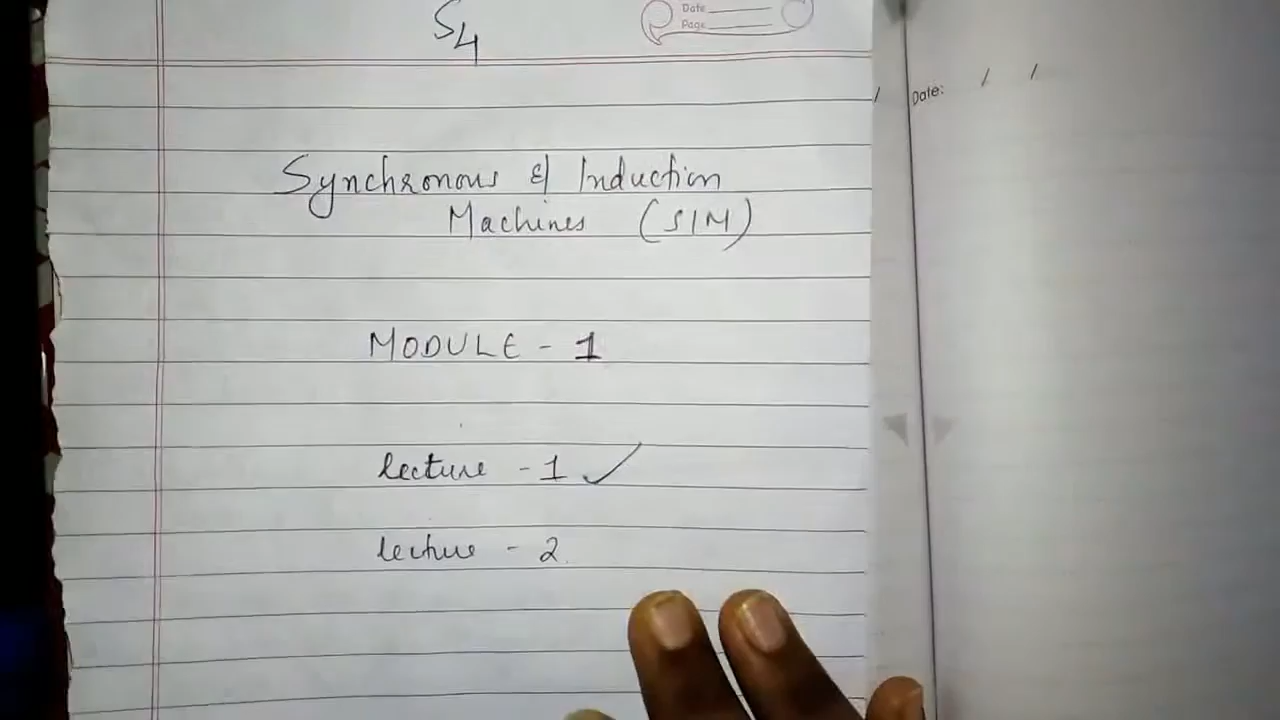 S4
Date
Page
Date: / /
Synchronous & Induction
Machines (SIM)
MODULE - 1
lecture - 1 ✓
lecture - 2